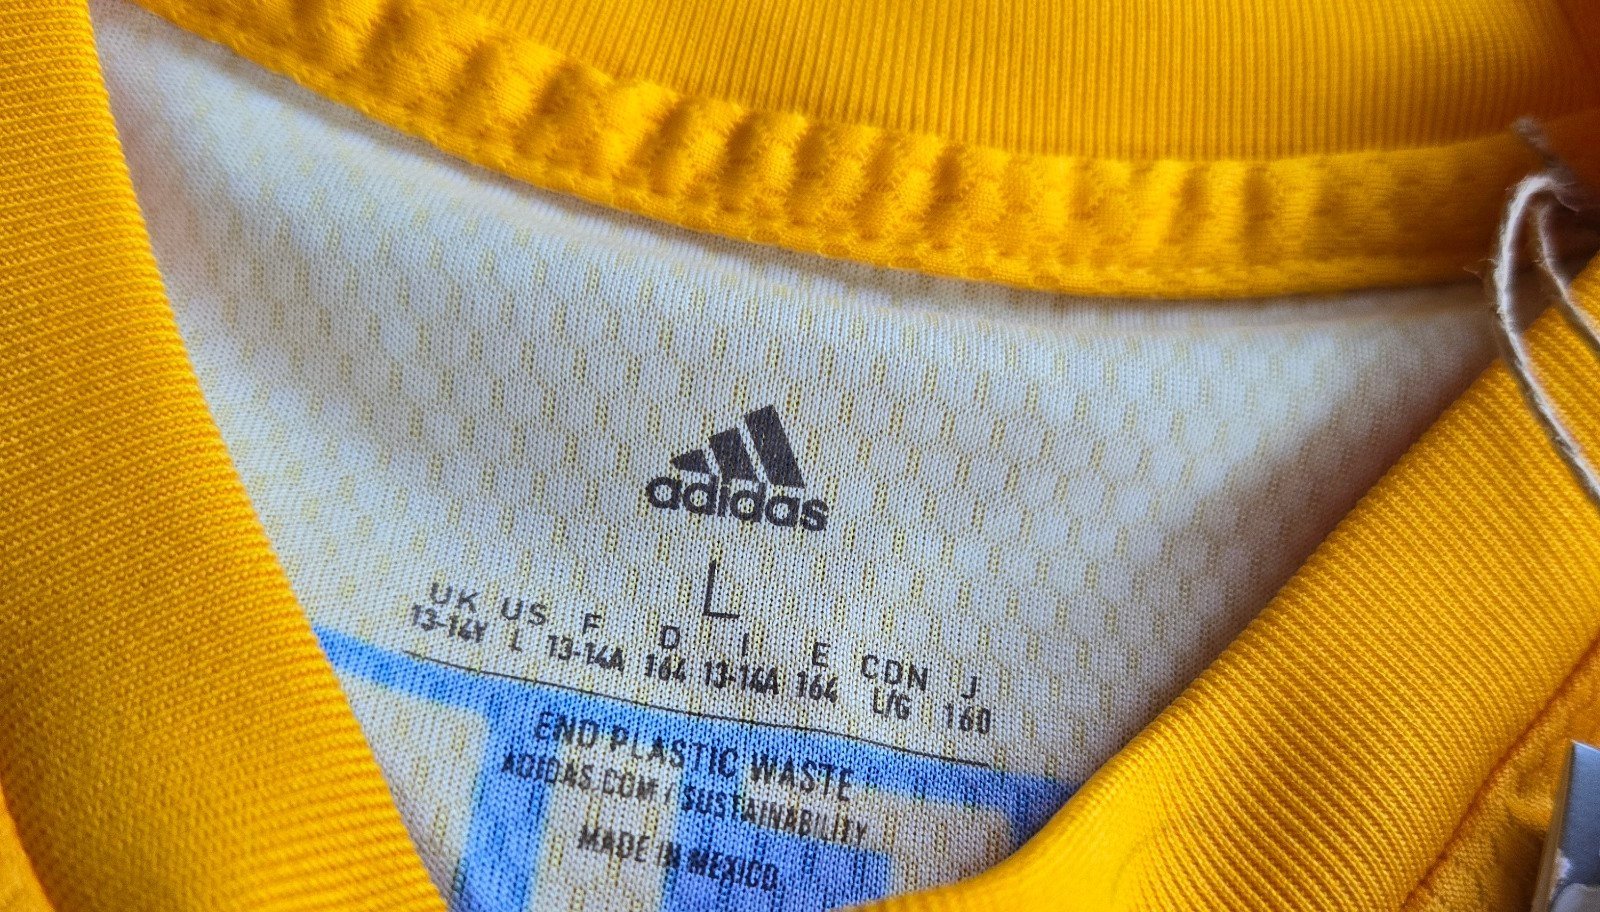 adidas
L
UK US F D I E CDN J
13-14Y L 13-14A 164 13-14A 164 L/G 160
END PLASTIC WASTE
ADIDAS.COM / SUSTAINABILITY
MADE IN MEXICO